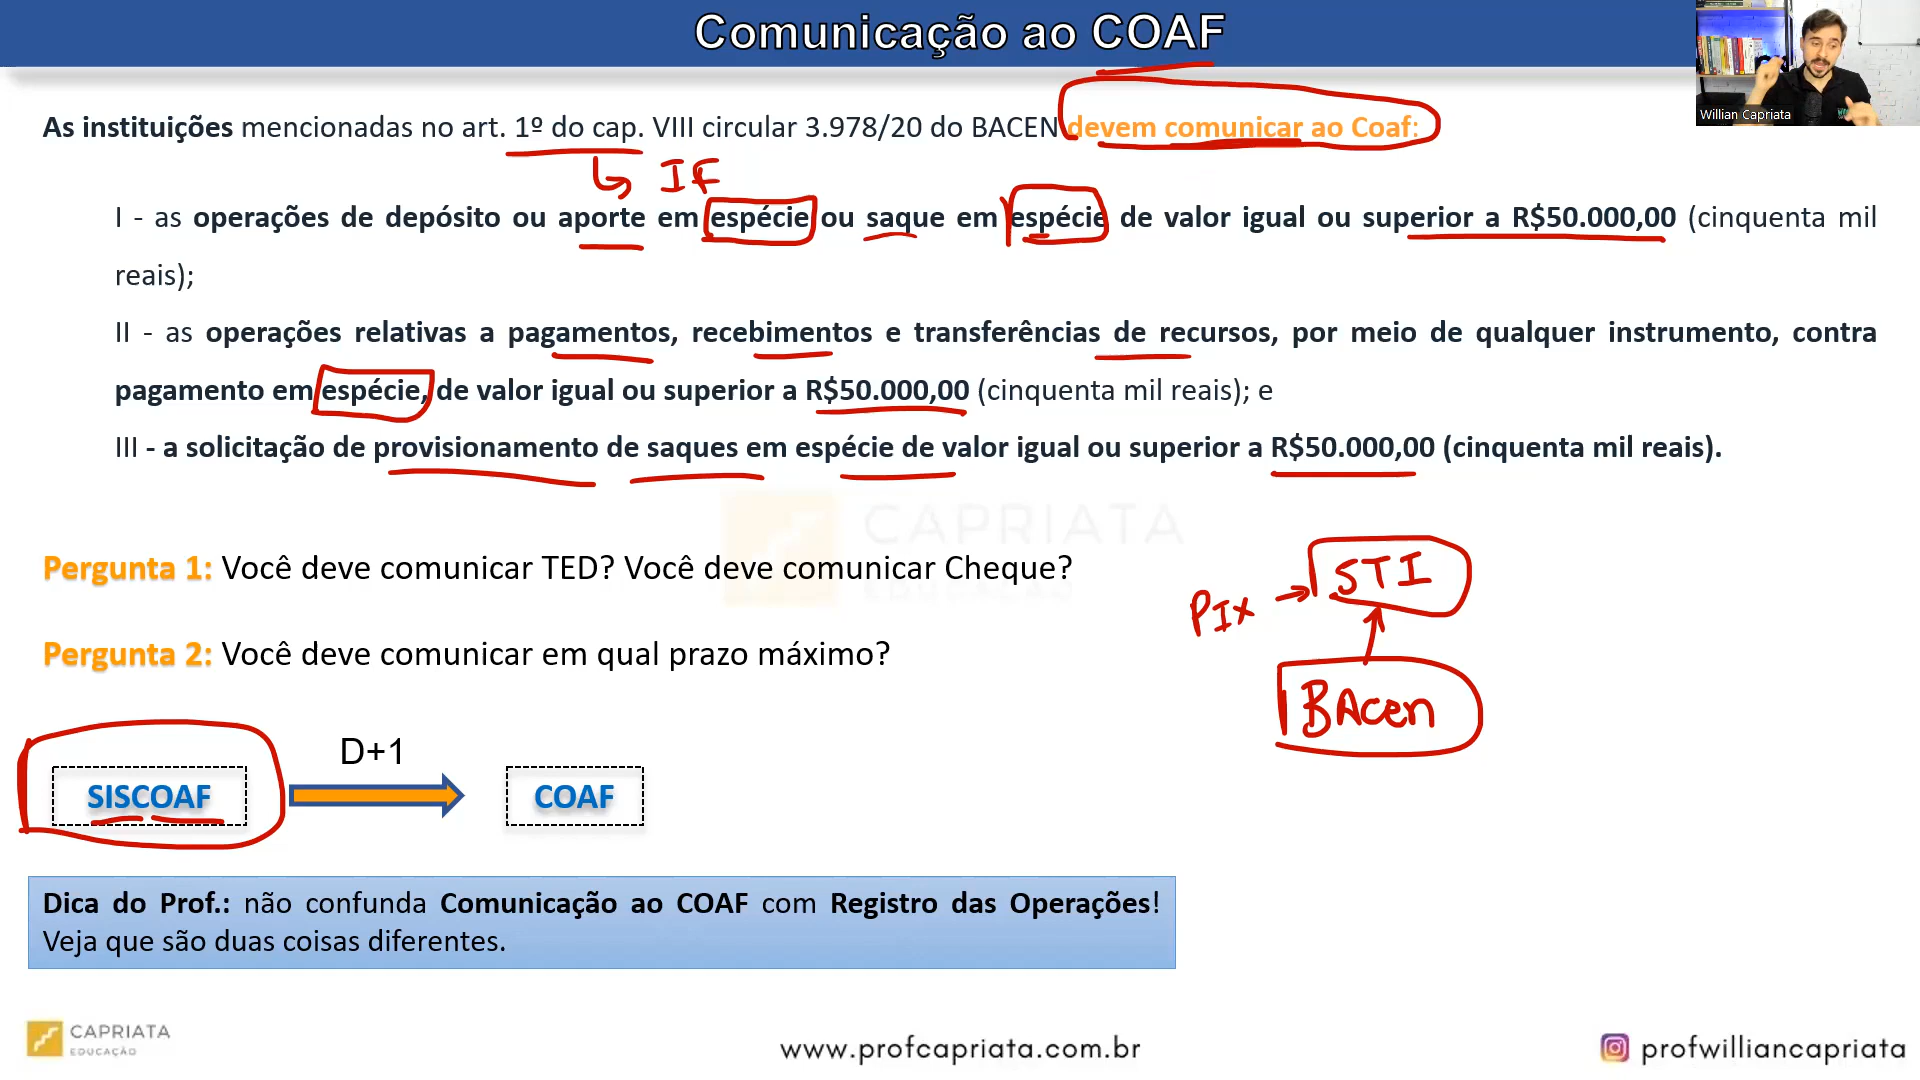 Comunicação ao COAF
Willian Capriata
As instituições mencionadas no art. 1º do cap. VIII circular 3.978/20 do BACEN devem comunicar ao Coaf:
IF
I - as operações de depósito ou aporte em espécie ou saque em espécie de valor igual ou superior a R$50.000,00 (cinquenta mil
reais);
II - as operações relativas a pagamentos, recebimentos e transferências de recursos, por meio de qualquer instrumento, contra
pagamento em espécie, de valor igual ou superior a R$50.000,00 (cinquenta mil reais); e
III - a solicitação de provisionamento de saques em espécie de valor igual ou superior a R$50.000,00 (cinquenta mil reais).
CAPRIATA
EDUCAÇÃO
Pergunta 1: Você deve comunicar TED? Você deve comunicar Cheque?
STI
PIx
Pergunta 2: Você deve comunicar em qual prazo máximo?
BAcen
D+1
SISCOAF
COAF
Dica do Prof.: não confunda Comunicação ao COAF com Registro das Operações!
Veja que são duas coisas diferentes.
CAPRIATA
EDUCAÇÃO
www.profcapriata.com.br
profwilliancapriata